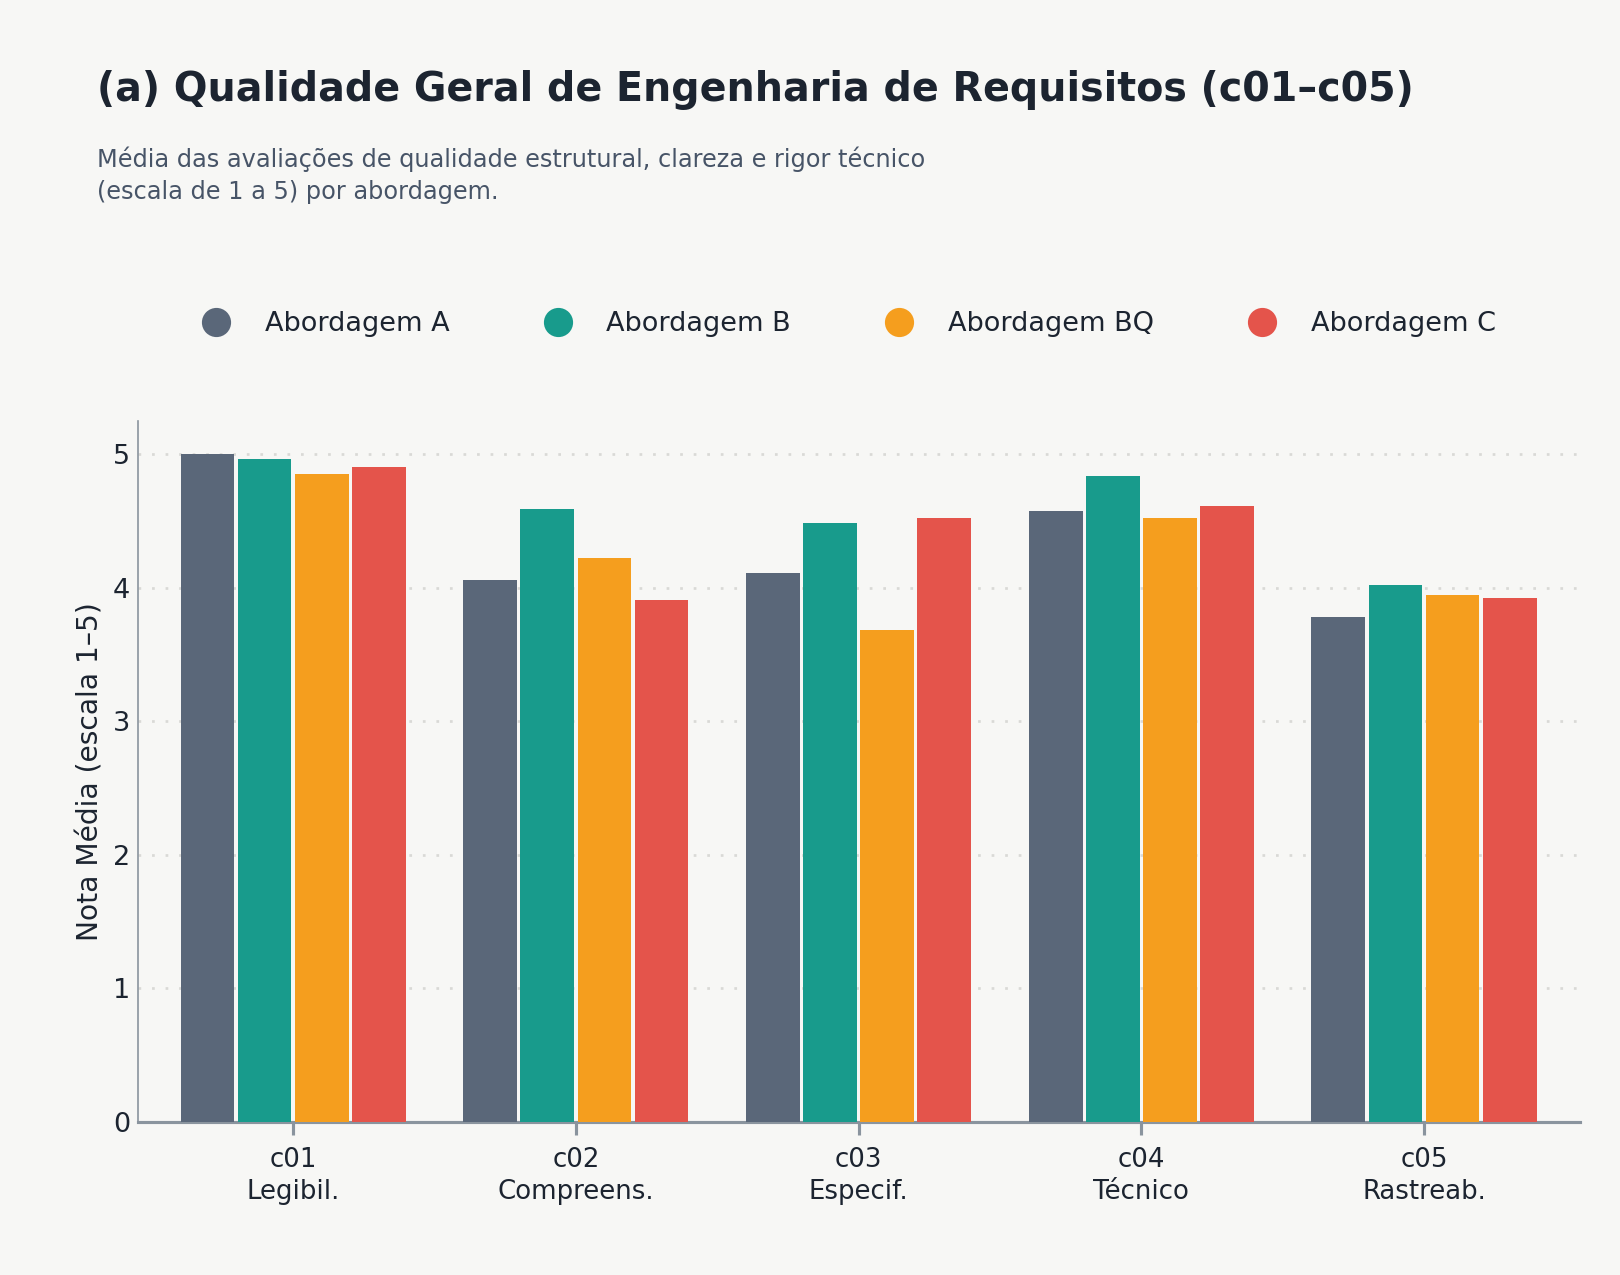 (a) Qualidade Geral de Engenharia de Requisitos (c01–c05)
Média das avaliações de qualidade estrutural, clareza e rigor técnico
(escala de 1 a 5) por abordagem.
Abordagem A
Abordagem B
Abordagem BQ
Abordagem C
Nota Média (escala 1–5)
5
4
3
2
1
0
c01
Legibil.
c02
Compreens.
c03
Especif.
c04
Técnico
c05
Rastreab.